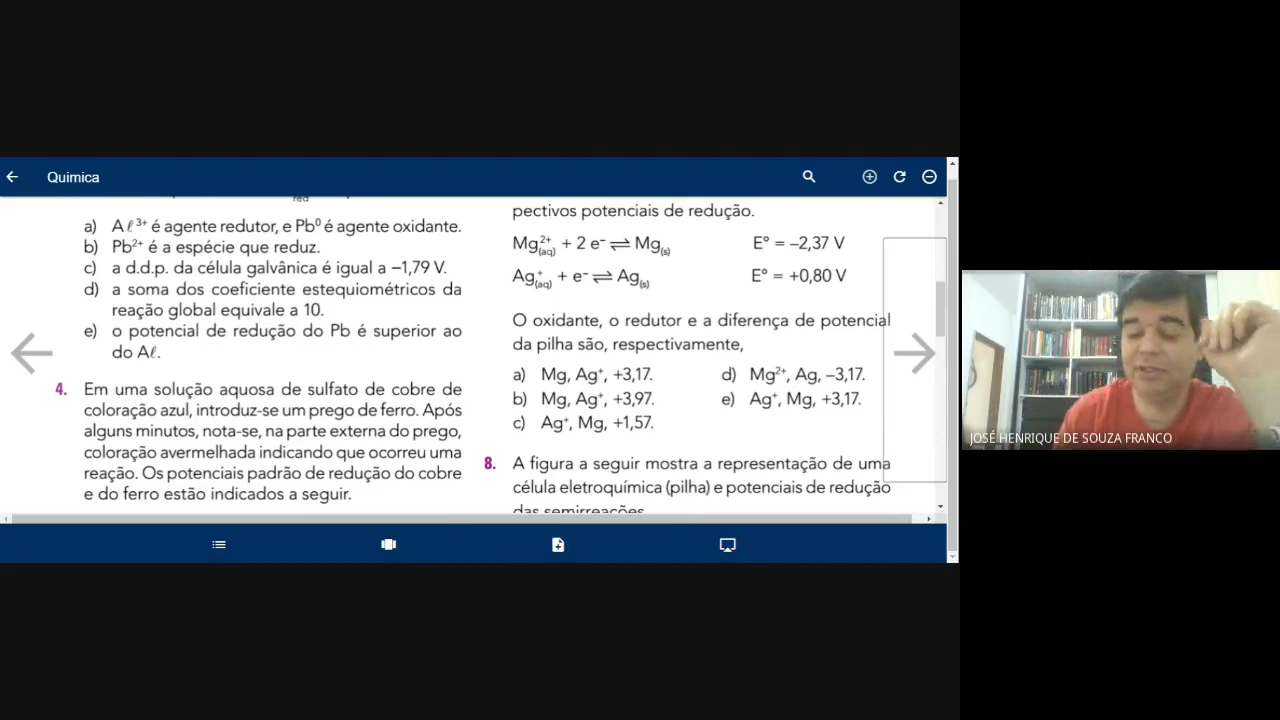 Quimica
red
a) Aℓ³⁺ é agente redutor, e Pb⁰ é agente oxidante.
b) Pb²⁺ é a espécie que reduz.
c) a d.d.p. da célula galvânica é igual a −1,79 V.
d) a soma dos coeficiente estequiométricos da
reação global equivale a 10.
e) o potencial de redução do Pb é superior ao
do Aℓ.
4. Em uma solução aquosa de sulfato de cobre de
coloração azul, introduz-se um prego de ferro. Após
alguns minutos, nota-se, na parte externa do prego,
coloração avermelhada indicando que ocorreu uma
reação. Os potenciais padrão de redução do cobre
e do ferro estão indicados a seguir.
pectivos potenciais de redução.
Mg²⁺(aq) + 2 e⁻ ⇌ Mg(s) E° = −2,37 V
Ag⁺(aq) + e⁻ ⇌ Ag(s) E° = +0,80 V
O oxidante, o redutor e a diferença de potencial
da pilha são, respectivamente,
a) Mg, Ag⁺, +3,17. d) Mg²⁺, Ag, −3,17.
b) Mg, Ag⁺, +3,97. e) Ag⁺, Mg, +3,17.
c) Ag⁺, Mg, +1,57.
8. A figura a seguir mostra a representação de uma
célula eletroquímica (pilha) e potenciais de redução
das semirreações
JOSÉ HENRIQUE DE SOUZA FRANCO